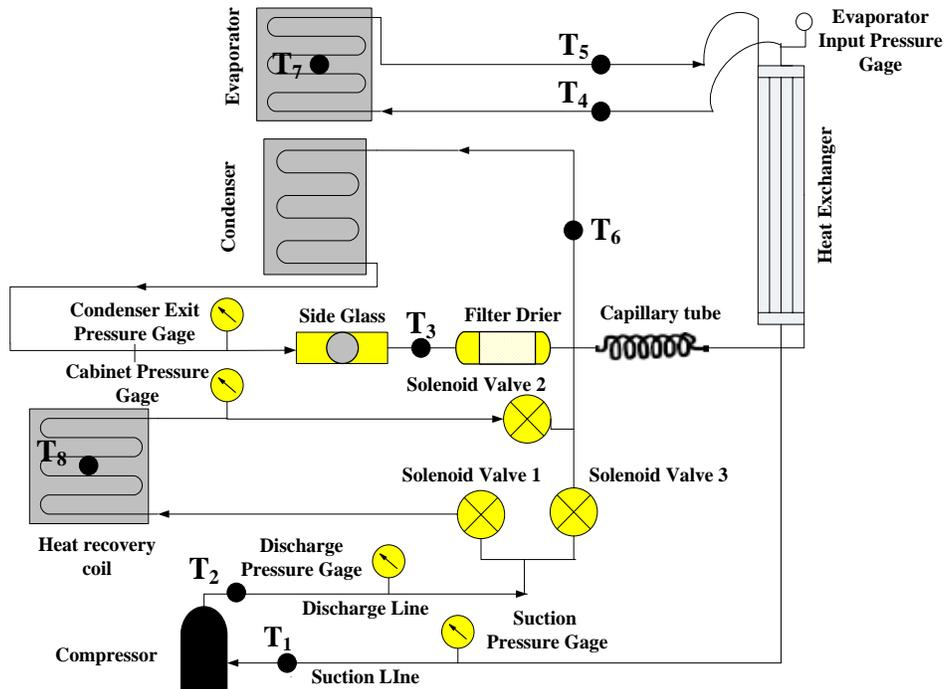 Evaporator
T7
T5
T4
Evaporator
Input Pressure
Gage
Condenser
T6
Heat Exchanger
Condenser Exit
Pressure Gage
Side Glass
T3
Filter Drier
Capillary tube
Cabinet Pressure
Gage
Solenoid Valve 2
T8
Solenoid Valve 1
Solenoid Valve 3
Heat recovery
coil
Discharge
Pressure Gage
T2
Discharge Line
Suction
Pressure Gage
Compressor
T1
Suction LIne